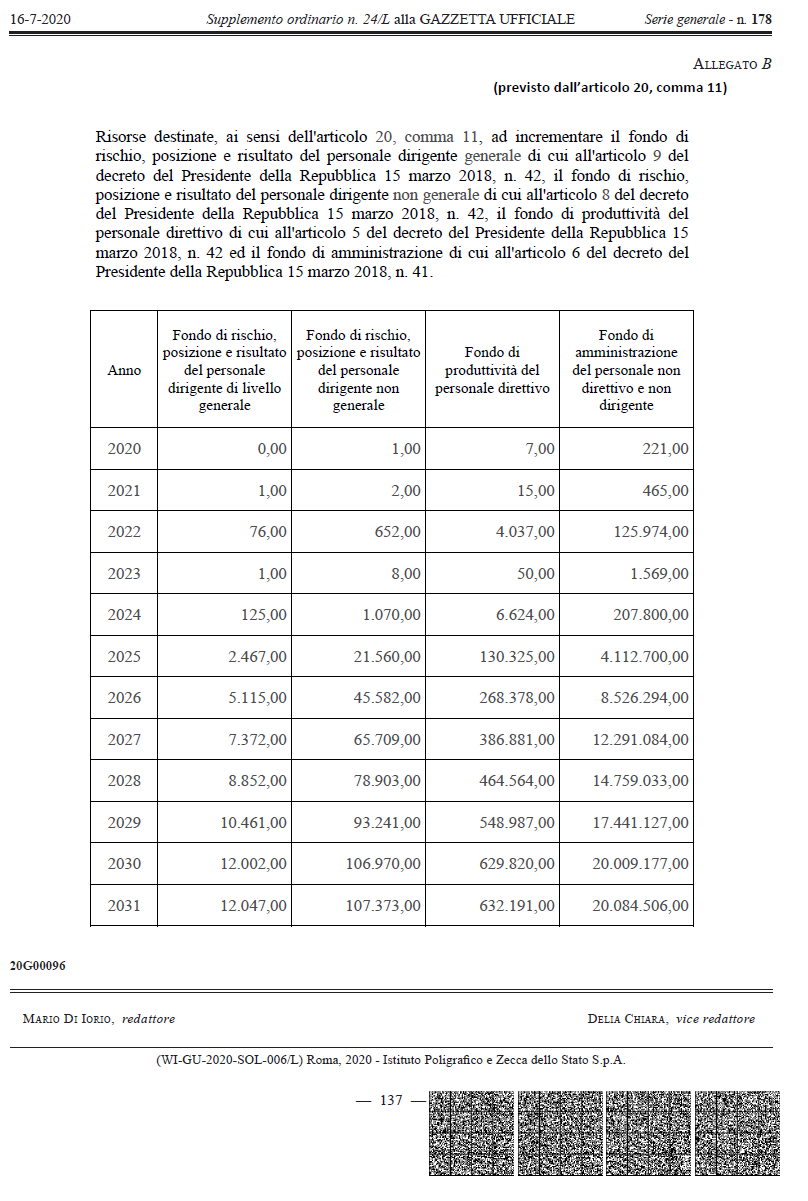 16-7-2020 Supplemento ordinario n. 24/L alla GAZZETTA UFFICIALE Serie generale - n. 178
ALLEGATO B
(previsto dall’articolo 20, comma 11)
Risorse destinate, ai sensi dell'articolo 20, comma 11, ad incrementare il fondo di
rischio, posizione e risultato del personale dirigente generale di cui all'articolo 9 del
decreto del Presidente della Repubblica 15 marzo 2018, n. 42, il fondo di rischio,
posizione e risultato del personale dirigente non generale di cui all'articolo 8 del decreto
del Presidente della Repubblica 15 marzo 2018, n. 42, il fondo di produttività del
personale direttivo di cui all'articolo 5 del decreto del Presidente della Repubblica 15
marzo 2018, n. 42 ed il fondo di amministrazione di cui all'articolo 6 del decreto del
Presidente della Repubblica 15 marzo 2018, n. 41.
Anno
Fondo di rischio,
posizione e risultato
del personale
dirigente di livello
generale
Fondo di rischio,
posizione e risultato
del personale
dirigente non
generale
Fondo di
produttività del
personale direttivo
Fondo di
amministrazione
del personale non
direttivo e non
dirigente
2020 0,00 1,00 7,00 221,00
2021 1,00 2,00 15,00 465,00
2022 76,00 652,00 4.037,00 125.974,00
2023 1,00 8,00 50,00 1.569,00
2024 125,00 1.070,00 6.624,00 207.800,00
2025 2.467,00 21.560,00 130.325,00 4.112.700,00
2026 5.115,00 45.582,00 268.378,00 8.526.294,00
2027 7.372,00 65.709,00 386.881,00 12.291.084,00
2028 8.852,00 78.903,00 464.564,00 14.759.033,00
2029 10.461,00 93.241,00 548.987,00 17.441.127,00
2030 12.002,00 106.970,00 629.820,00 20.009.177,00
2031 12.047,00 107.373,00 632.191,00 20.084.506,00
20G00096
MARIO DI IORIO, redattore DELIA CHIARA, vice redattore
(WI-GU-2020-SOL-006/L) Roma, 2020 - Istituto Poligrafico e Zecca dello Stato S.p.A.
— 137 —